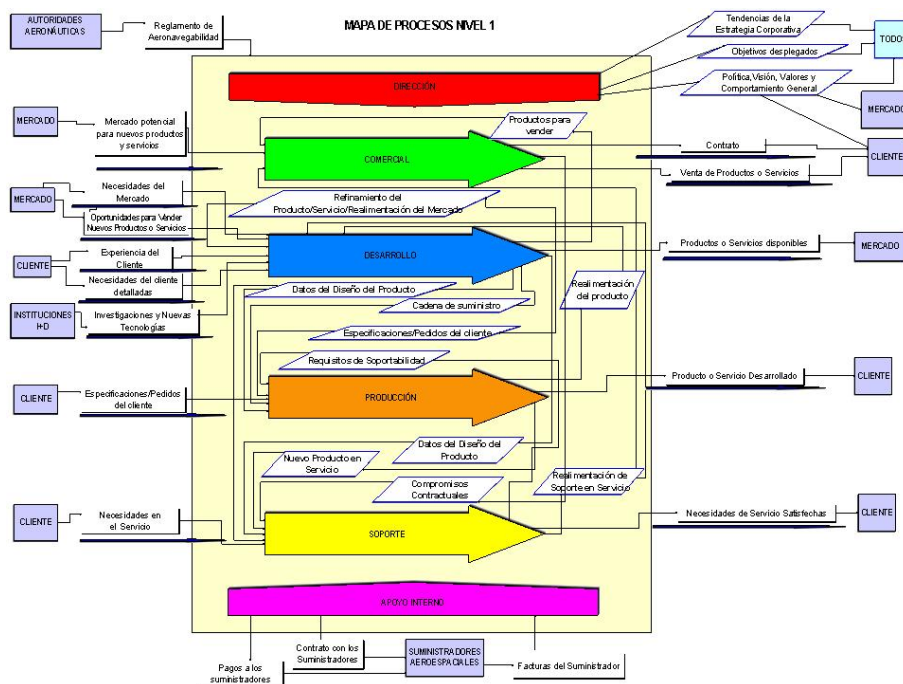 AUTORIDADES
AERONÁUTICAS
Reglamento de
Aeronavegabilidad
MAPA DE PROCESOS NIVEL 1
Tendencias de la
Estrategia Corporativa
TODOS
Objetivos desplegados
Política,Visión, Valores y
Comportamiento General
DIRECCIÓN
MERCADO
MERCADO
Mercado potencial
para nuevos productos
y servicios
Productos para
vender
COMERCIAL
Contrato
CLIENTE
Venta de Productos o Servicios
MERCADO
Necesidades del
Mercado
Oportunidades para Vender
Nuevos Productos o Servicios
Refinamiento del
Producto/Servicio/Realimentación del Mercado
CLIENTE
Experiencia del
Cliente
Necesidades del cliente
detalladas
DESARROLLO
Productos o Servicios disponibles
MERCADO
Datos del Diseño del Producto
Cadena de suministro
Realimentación
del producto
INSTITUCIONES
I+D
Investigaciones y Nuevas
Tecnologías
Especificaciones/Pedidos del cliente
Requisitos de Soportabilidad
CLIENTE
Especificaciones/Pedidos
del cliente
PRODUCCIÓN
Producto o Servicio Desarrollado
CLIENTE
Datos del Diseño del
Producto
Nuevo Producto en
Servicio
Compromisos
Contractuales
Realimentación de
Soporte en Servicio
CLIENTE
Necesidades en
el Servicio
SOPORTE
Necesidades de Servicio Satisfechas
CLIENTE
APOYO INTERNO
Contrato con los
Suministradores
Pagos a los
suministradores
SUMINISTRADORES
AEROESPACIALES
Facturas del Suministrador